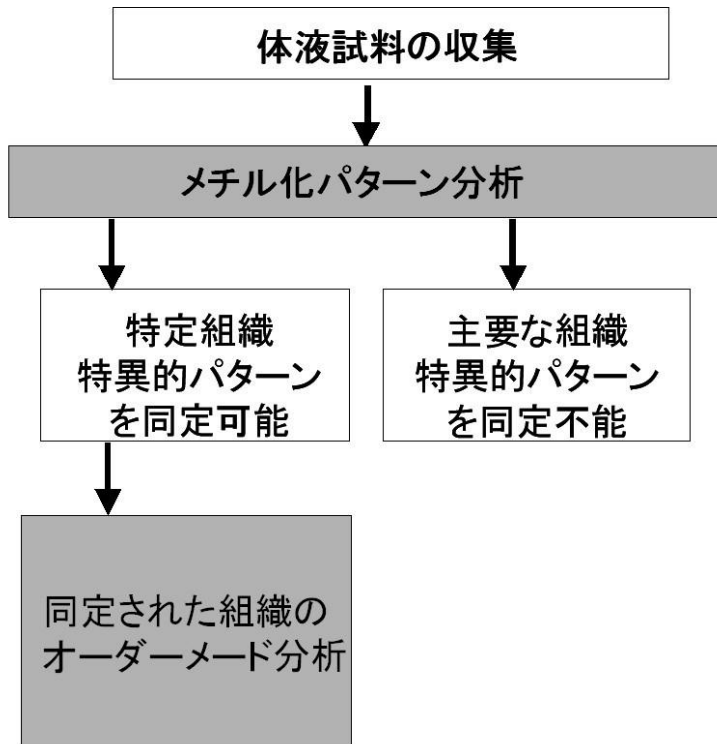 体液試料の収集
メチル化パターン分析
特定組織
特異的パターン
を同定可能
主要な組織
特異的パターン
を同定不能
同定された組織の
オーダーメード分析